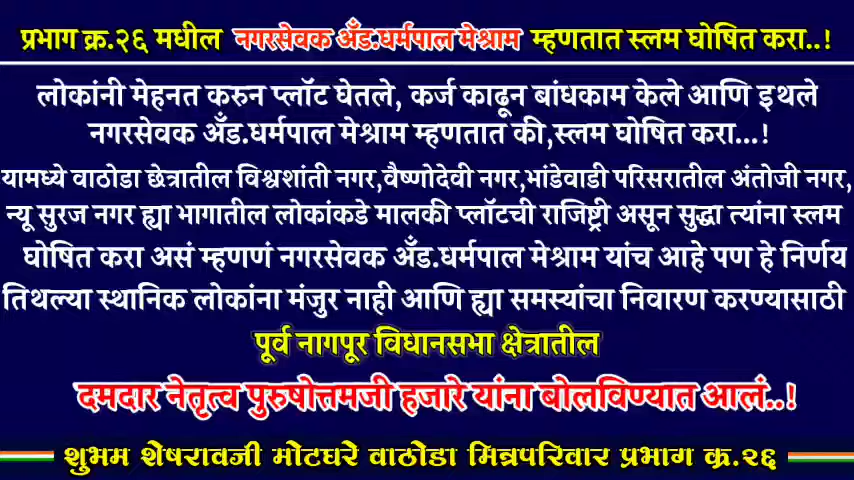 प्रभाग क्र.२६ मधील नगरसेवक अँड.धर्मपाल मेश्राम म्हणतात स्लम घोषित करा..!
लोकांनी मेहनत करुन प्लॉट घेतले, कर्ज काढून बांधकाम केले आणि इथले
नगरसेवक अँड.धर्मपाल मेश्राम म्हणतात की,स्लम घोषित करा...!
यामध्ये वाठोडा छेत्रातील विश्वशांती नगर,वैष्णोदेवी नगर,भांडेवाडी परिसरातील अंतोजी नगर,
न्यू सुरज नगर ह्या भागातील लोकांकडे मालकी प्लॉटची राजिष्ट्री असून सुद्धा त्यांना स्लम
घोषित करा असं म्हणणं नगरसेवक अँड.धर्मपाल मेश्राम यांच आहे पण हे निर्णय
तिथल्या स्थानिक लोकांना मंजुर नाही आणि ह्या समस्यांचा निवारण करण्यासाठी
पूर्व नागपूर विधानसभा क्षेत्रातील
दमदार नेतृत्व पुरुषोत्तमजी हजारे यांना बोलविण्यात आलं..!
शुभम शेषरावजी मोटघरे वाठोडा मित्रपरिवार प्रभाग क्र.२६